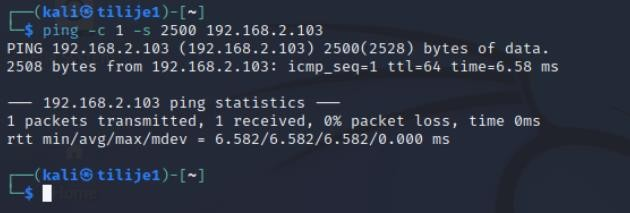 ┌──(kali㉿tilije1)-[~]
└─$ ping -c 1 -s 2500 192.168.2.103
PING 192.168.2.103 (192.168.2.103) 2500(2528) bytes of data.
2508 bytes from 192.168.2.103: icmp_seq=1 ttl=64 time=6.58 ms

--- 192.168.2.103 ping statistics ---
1 packets transmitted, 1 received, 0% packet loss, time 0ms
rtt min/avg/max/mdev = 6.582/6.582/6.582/0.000 ms

┌──(kali㉿tilije1)-[~]
└─$
Home